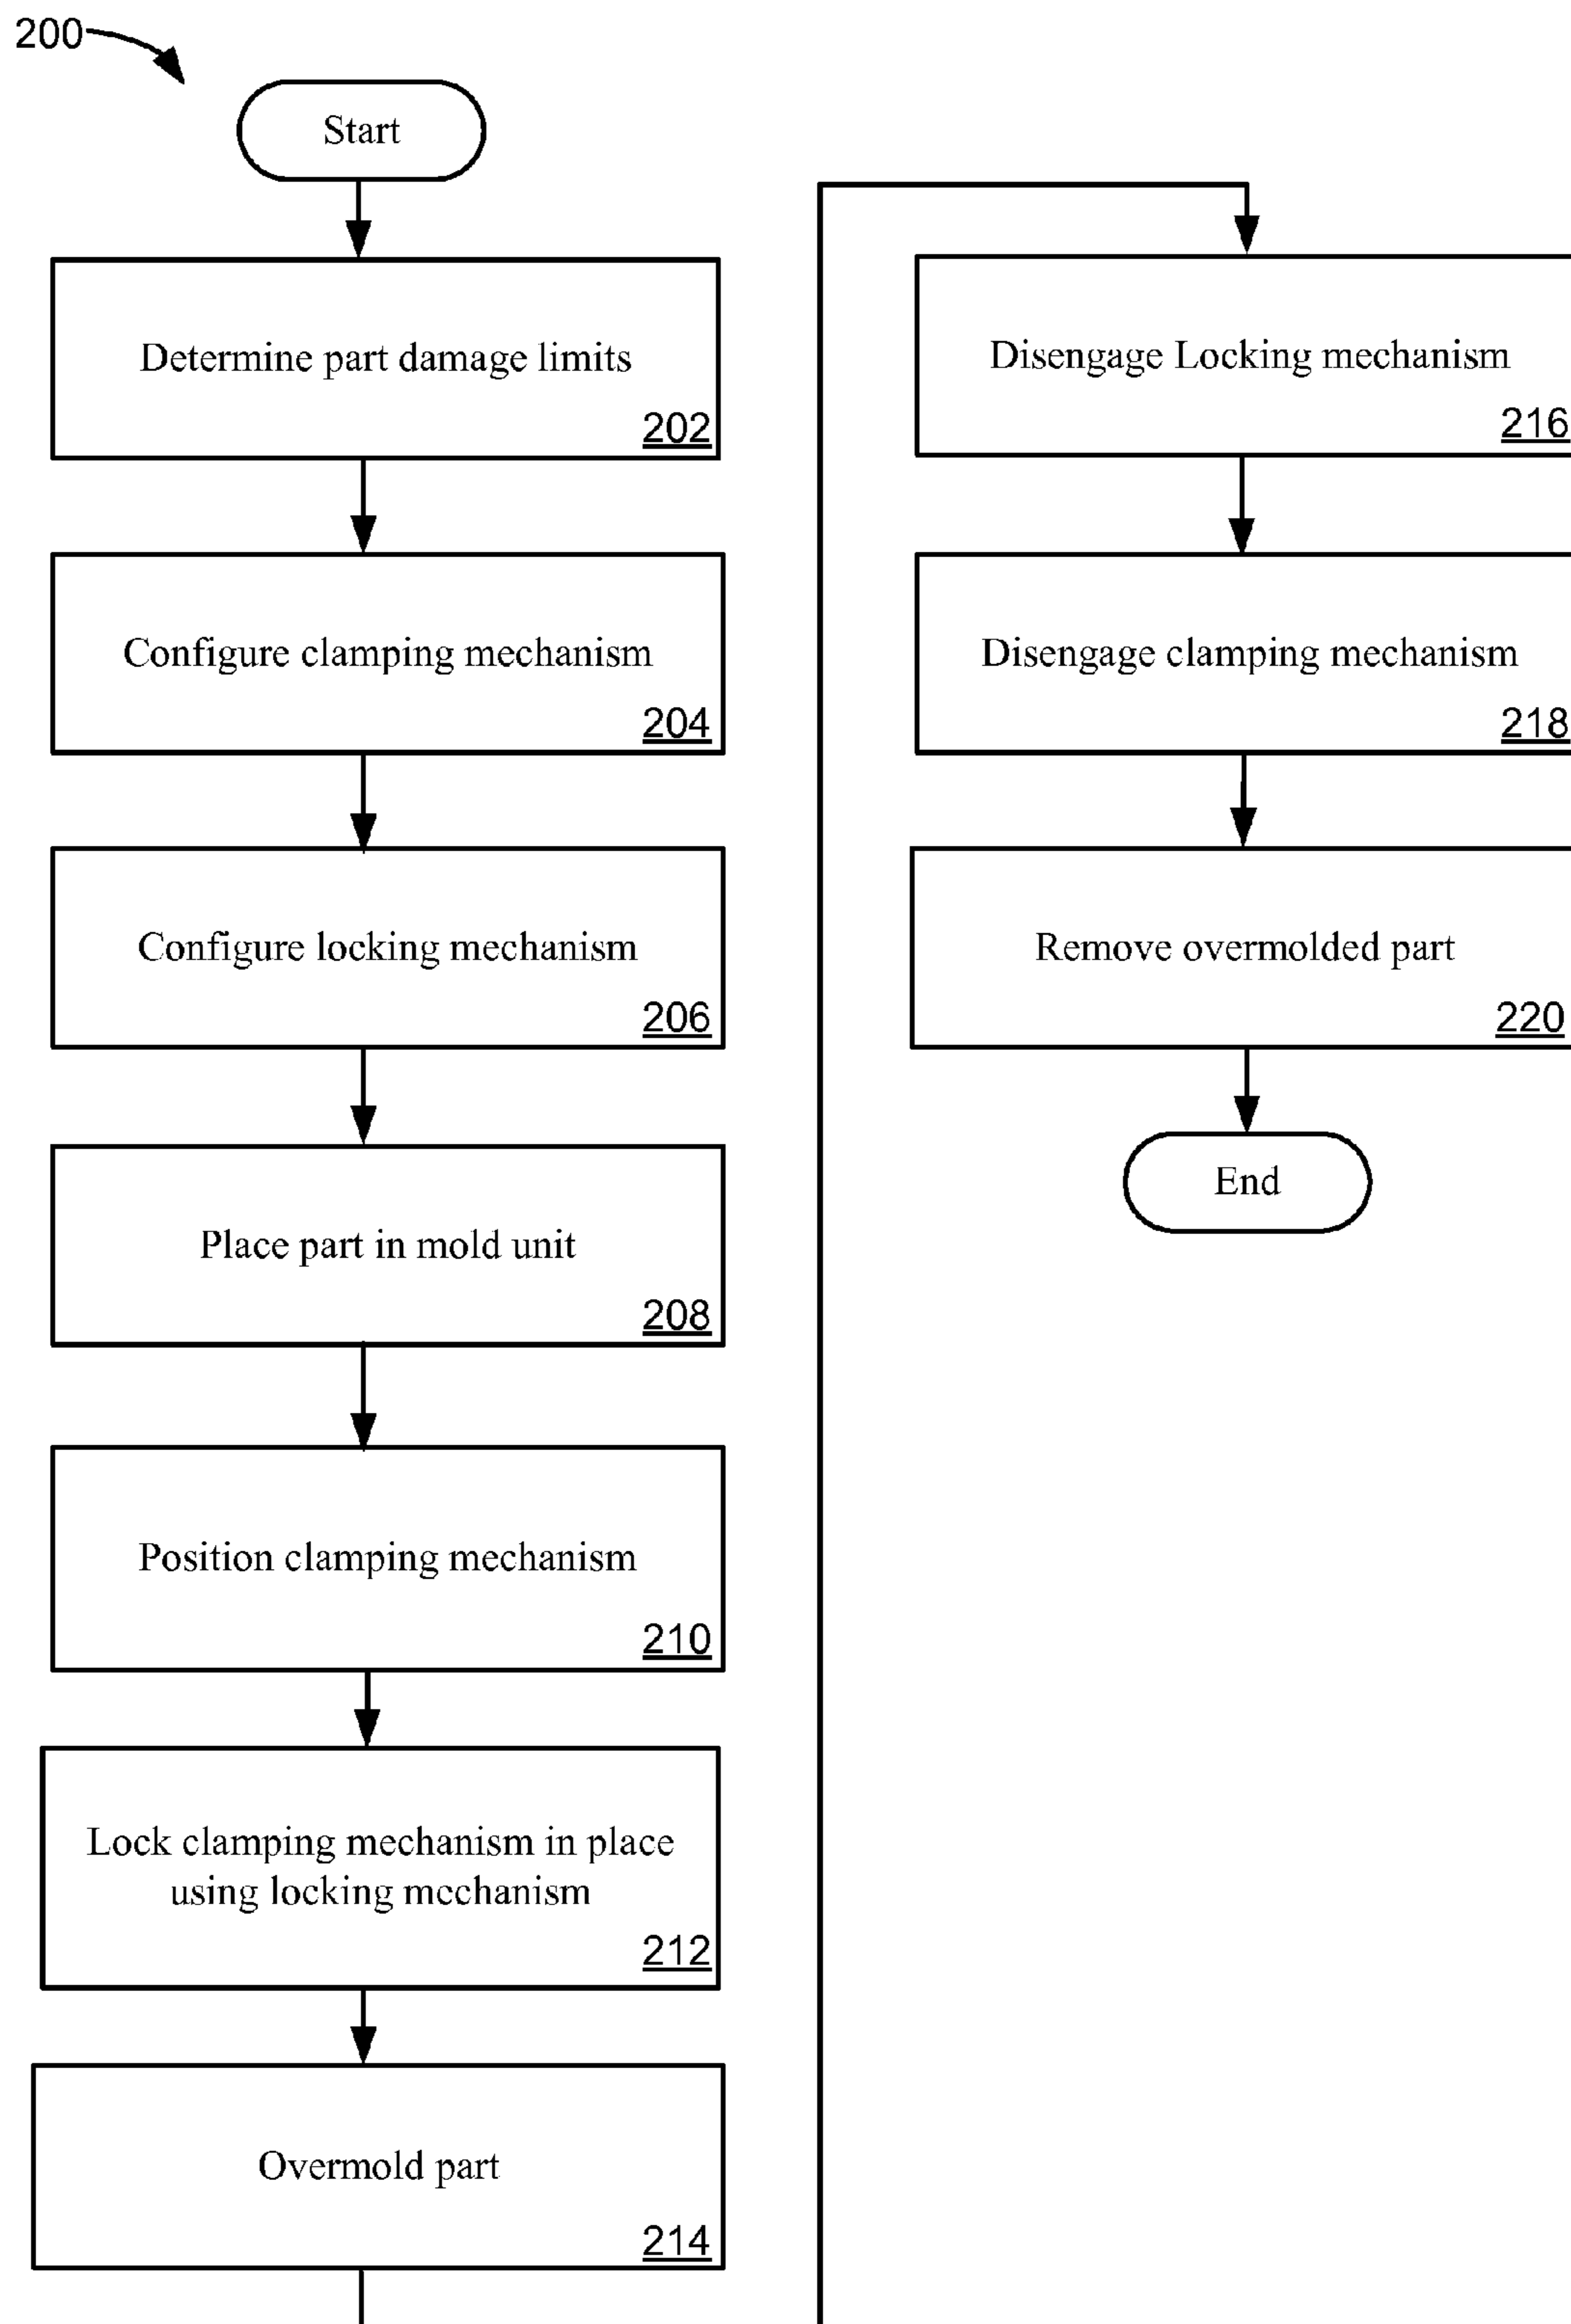 200
Start
Determine part damage limits
202
Configure clamping mechanism
204
Configure locking mechanism
206
Place part in mold unit
208
Position clamping mechanism
210
Lock clamping mechanism in place
using locking mechanism
212
Overmold part
214
Disengage Locking mechanism
216
Disengage clamping mechanism
218
Remove overmolded part
220
End